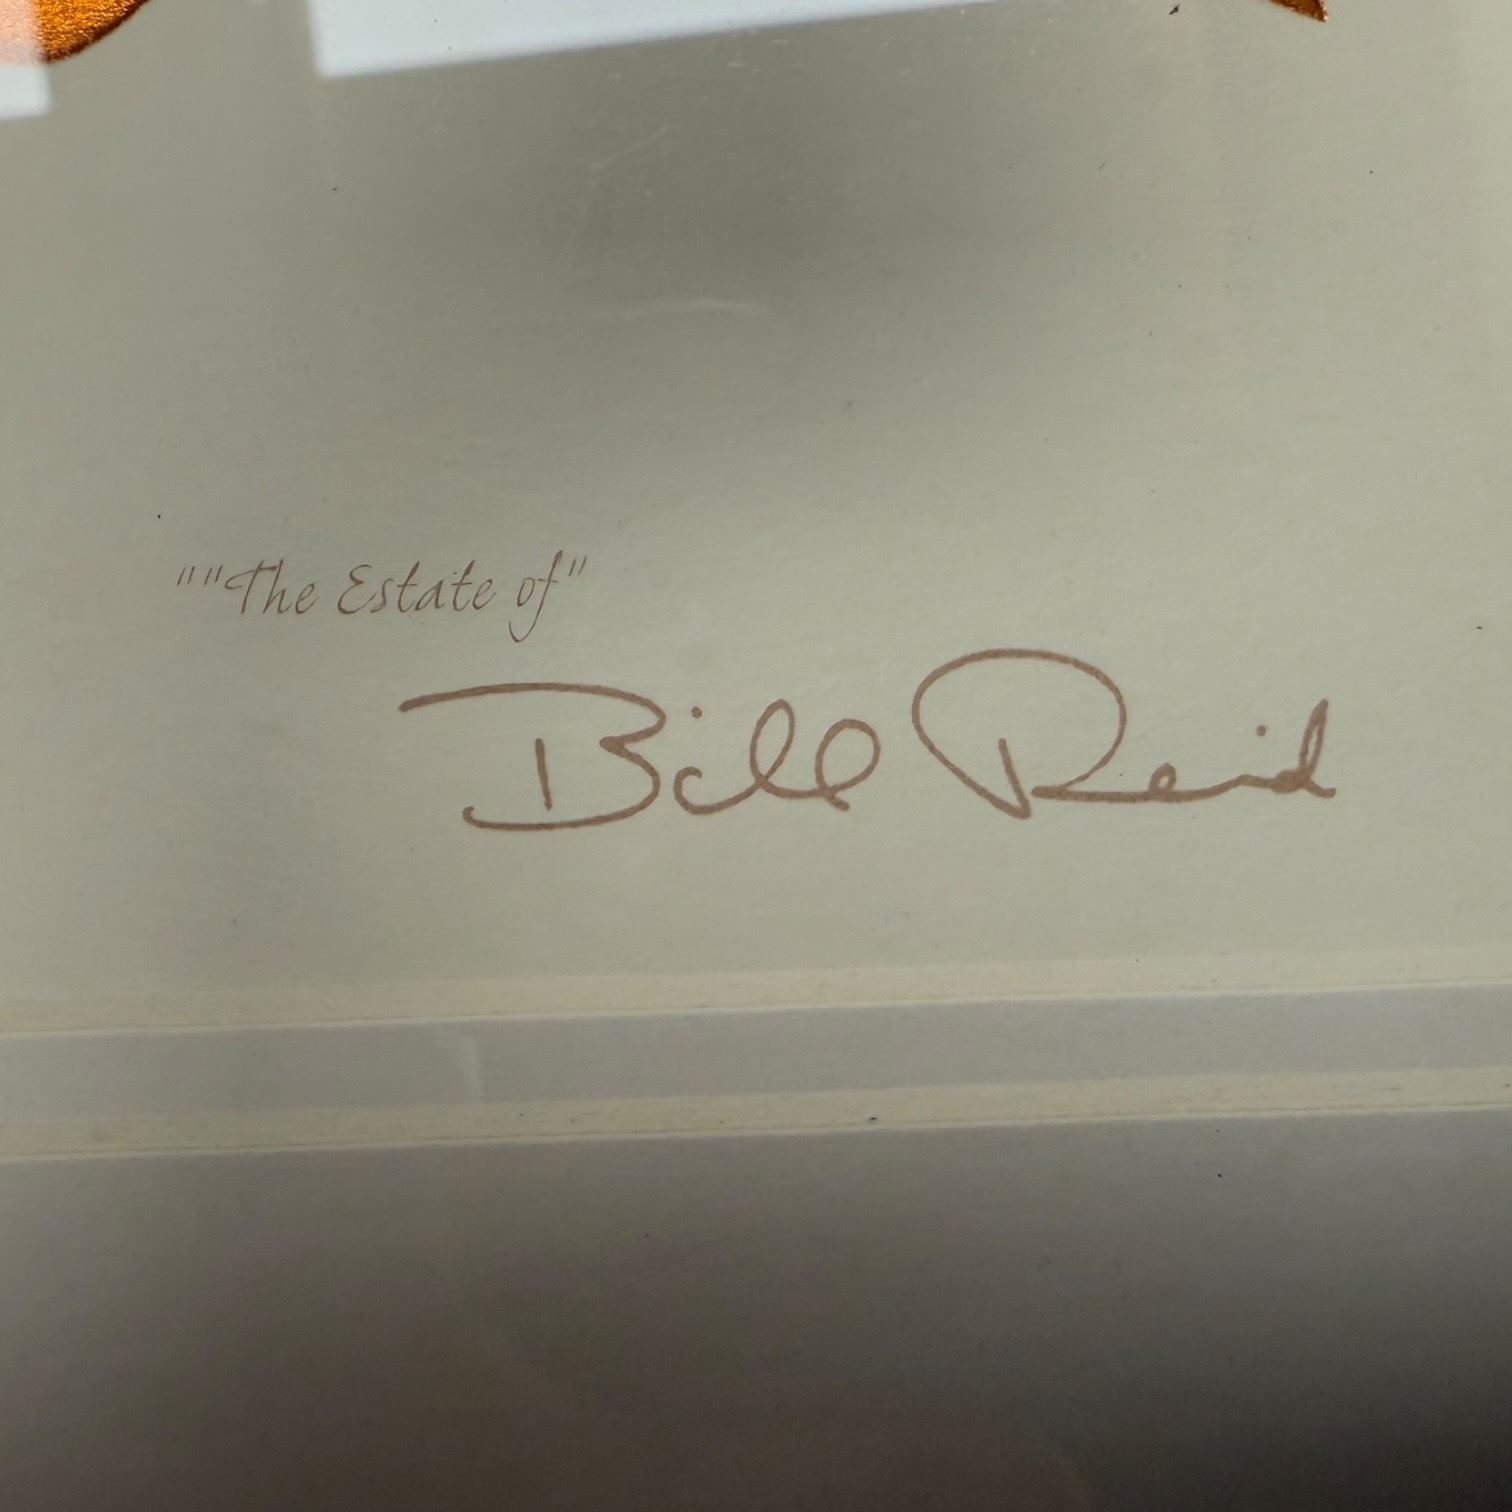 ""The Estate of"
Bill Reid